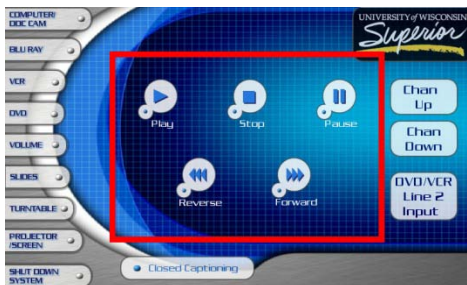 COMPUTER/
DOC CAM
BLU RAY
VCR
DVD
VOLUME
SLIDES
TURNTABLE
PROJECTOR
/SCREEN
SHUT DOWN
SYSTEM
Play
Stop
Pause
Reverse
Forward
Closed Captioning
UNIVERSITY of WISCONSIN
Superior
Chan
Up
Chan
Down
DVD/VCR
Line 2
Input